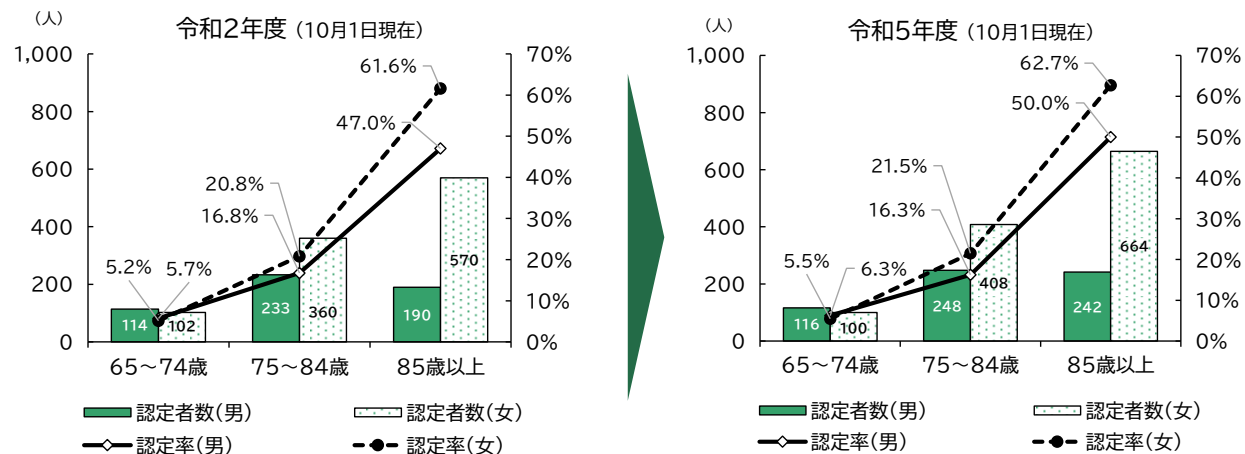 (人)
令和2年度 (10月1日現在)
1,000
800
600
400
200
0
70%
60%
50%
40%
30%
20%
10%
0%
61.6%
47.0%
20.8%
16.8%
5.2%
5.7%
114
102
233
360
190
570
65～74歳
75～84歳
85歳以上
認定者数(男)
認定者数(女)
認定率(男)
認定率(女)
(人)
令和5年度 (10月1日現在)
1,000
800
600
400
200
0
70%
60%
50%
40%
30%
20%
10%
0%
62.7%
50.0%
21.5%
16.3%
5.5%
6.3%
116
100
248
408
242
664
65～74歳
75～84歳
85歳以上
認定者数(男)
認定者数(女)
認定率(男)
認定率(女)